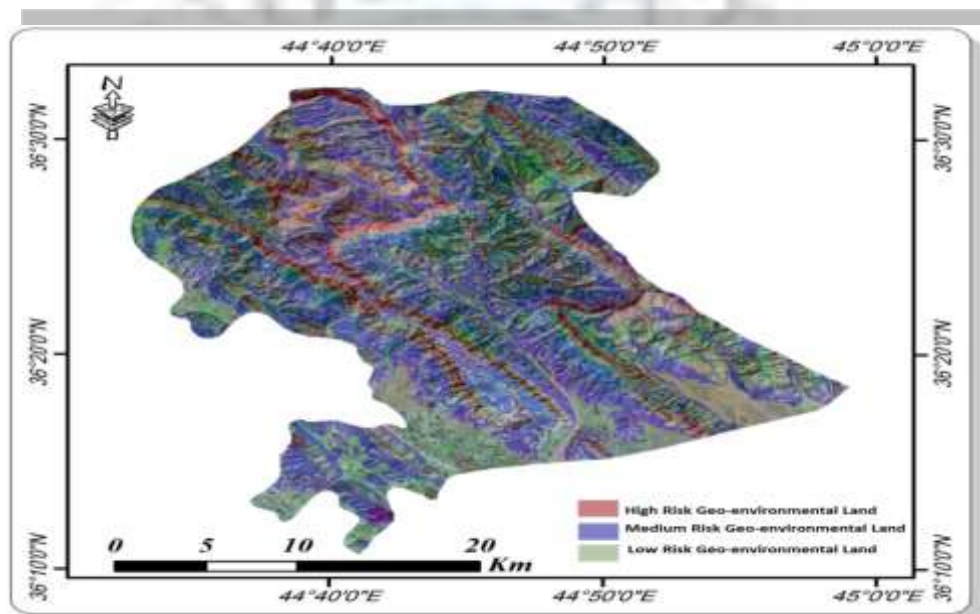 44°40'0"E 44°50'0"E 45°0'0"E
N
36°30'0"N 36°30'0"N
36°20'0"N 36°20'0"N
High Risk Geo-environmental Land
Medium Risk Geo-environmental Land
Low Risk Geo-environmental Land
0 5 10 20
Km
36°10'0"N 36°10'0"N
44°40'0"E 44°50'0"E 45°0'0"E